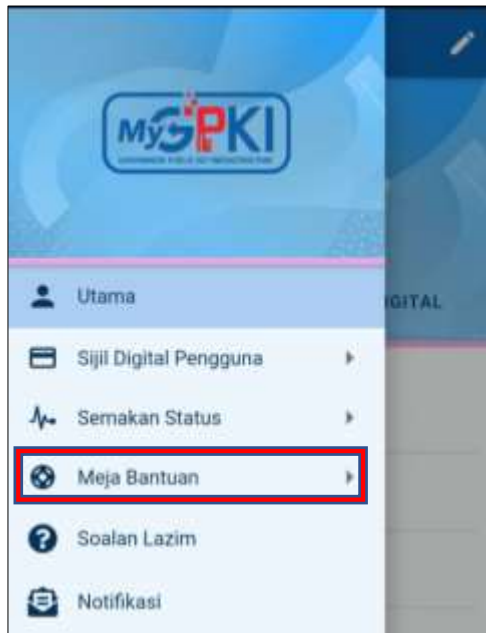 MyGPKI
Utama
IGITAL
Sijil Digital Pengguna
Semakan Status
Meja Bantuan
Soalan Lazim
Notifikasi